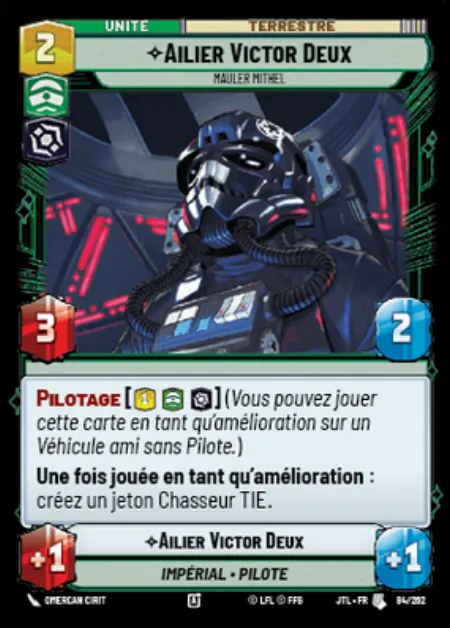 UNITÉ
TERRESTRE
2
✧AILIER VICTOR DEUX
MAULER MITHEL
3
2
PILOTAGE [1] (Vous pouvez jouer
cette carte en tant qu'amélioration sur un
Véhicule ami sans Pilote.)
Une fois jouée en tant qu'amélioration :
créez un jeton Chasseur TIE.
✧AILIER VICTOR DEUX
+1
+1
IMPÉRIAL • PILOTE
OMERCAN CIRIT
© LFL © FFG
JTL • FR
94/262